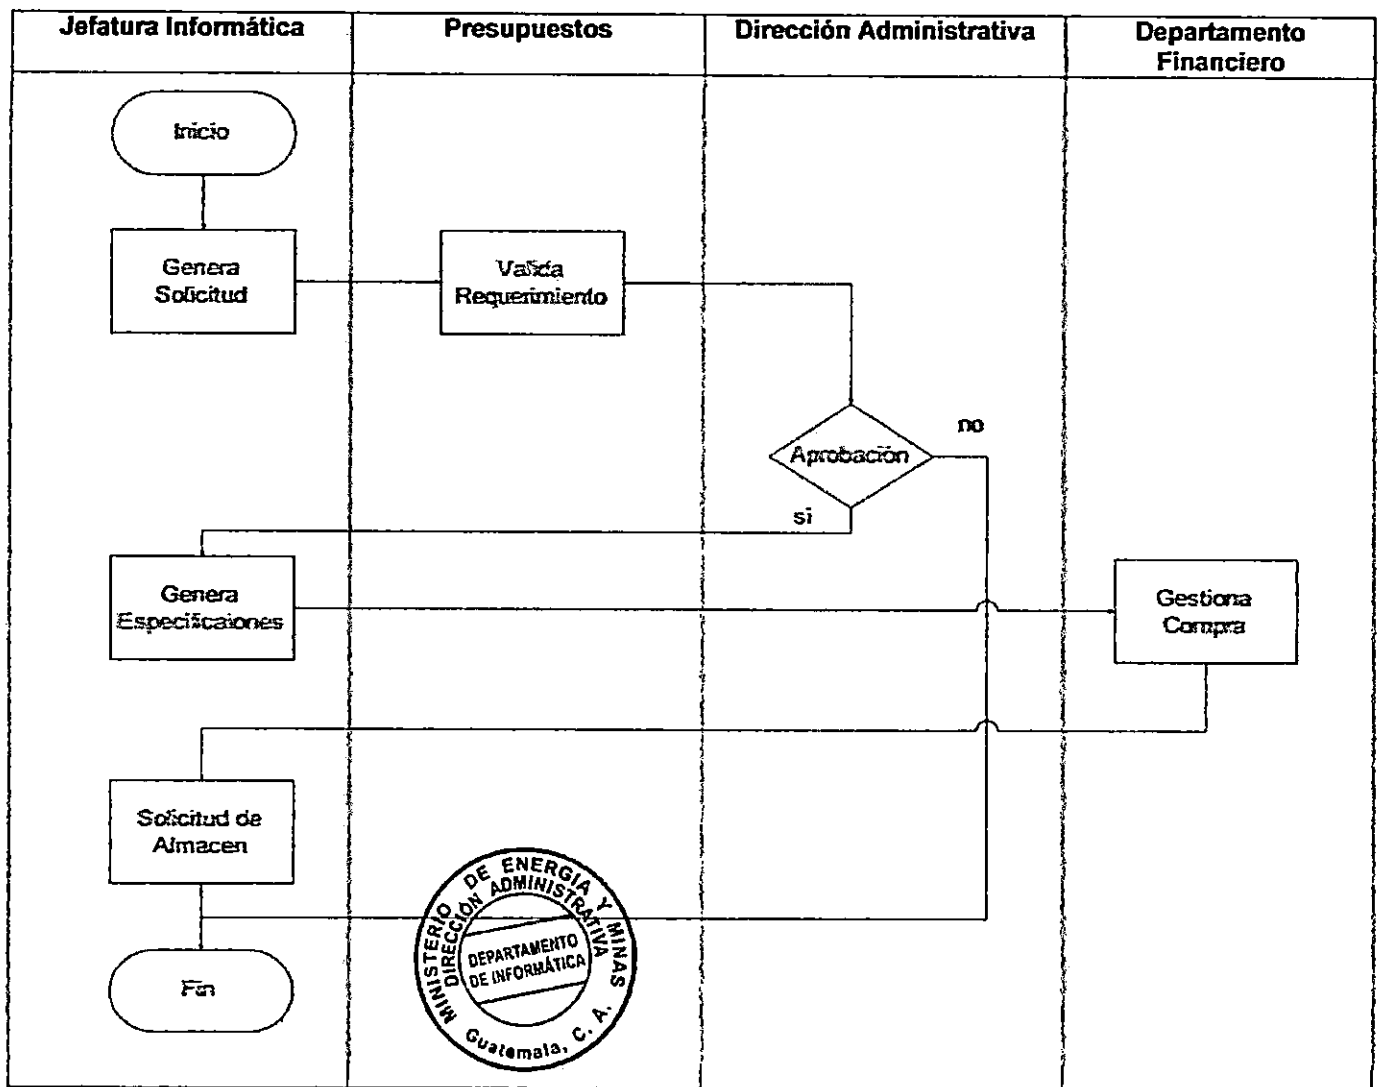 Jefatura Informática
Presupuestos
Dirección Administrativa
Departamento
Financiero
Inicio
Genera
Solicitud
Valida
Requerimiento
Aprobación
no
si
Genera
Especificaiones
Gestiona
Compra
Solicitud de
Almacen
Fin
MINISTERIO DE ENERGIA Y MINAS
DIRECCIÓN ADMINISTRATIVA
DEPARTAMENTO
DE INFORMÁTICA
Guatemala, C. A.